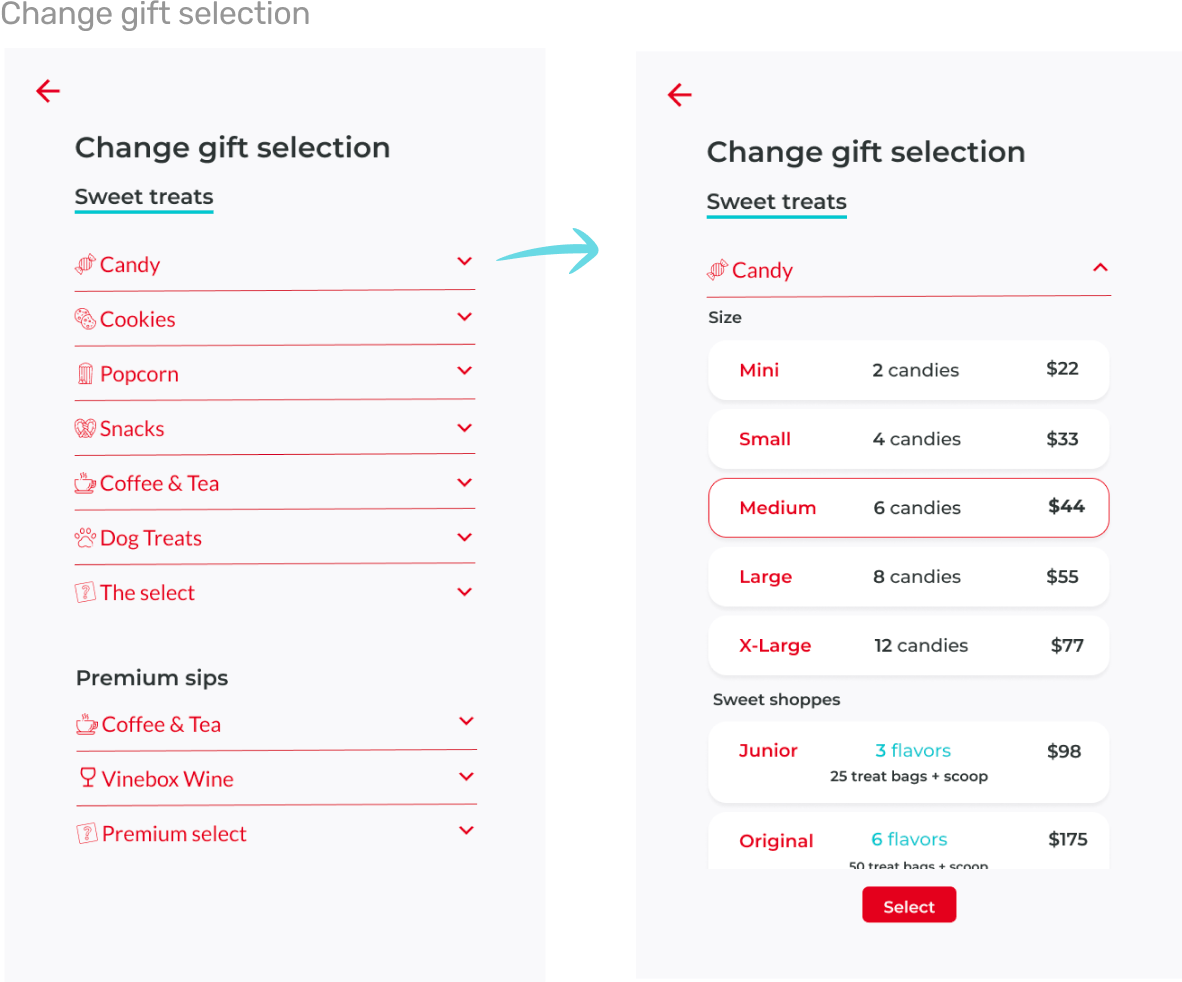 Change gift selection
Change gift selection
Sweet treats
Candy
Cookies
Popcorn
Snacks
Coffee & Tea
Dog Treats
? The select
Premium sips
Coffee & Tea
Vinebox Wine
? Premium select
Change gift selection
Sweet treats
Candy
Size
Mini 2 candies $22
Small 4 candies $33
Medium 6 candies $44
Large 8 candies $55
X-Large 12 candies $77
Sweet shoppes
Junior 3 flavors $98
25 treat bags + scoop
Original 6 flavors $175
50 treat bags + scoop
Select